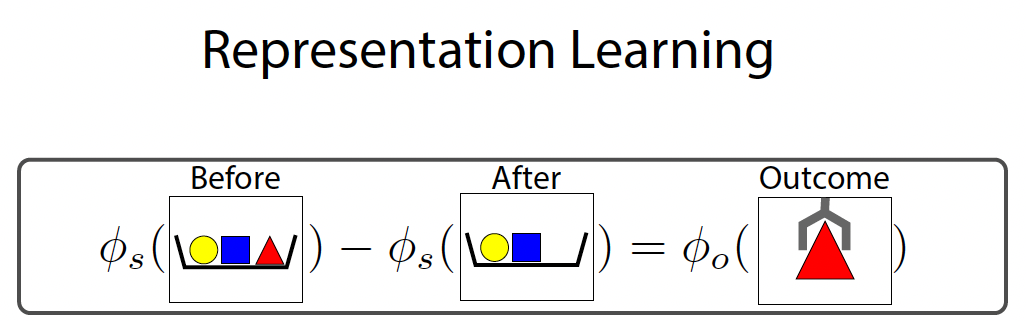 Representation Learning
Before After Outcome
ϕₛ( ) − ϕₛ( ) = ϕₒ( )